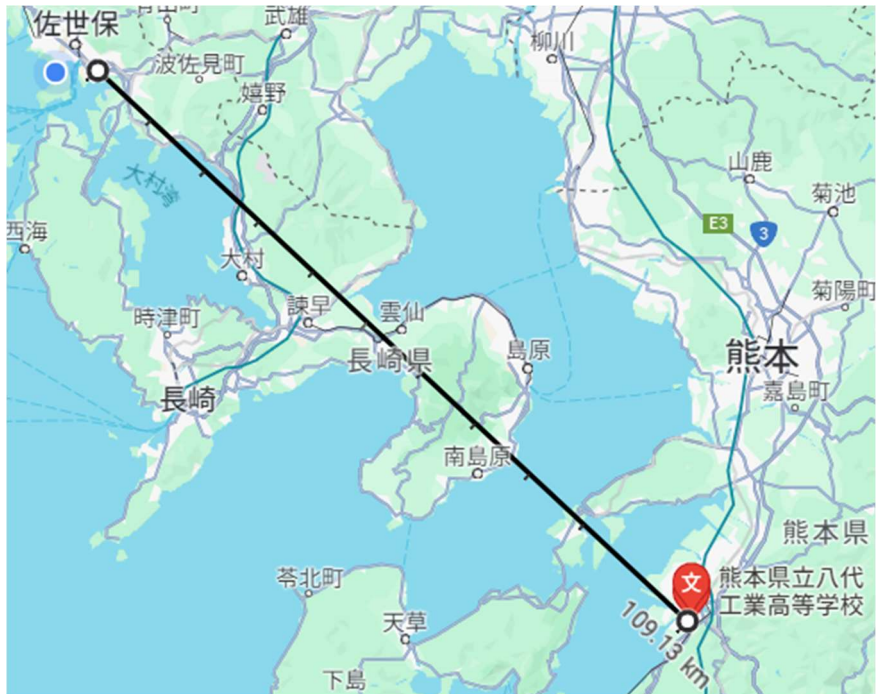 佐世保
武雄
波佐見町
柳川
嬉野
山鹿
大村湾
菊池
E3
3
西海
大村
菊陽町
時津町
諫早
雲仙
熊本
長崎県
島原
嘉島町
長崎
南島原
熊本県
苓北町
文
熊本県立八代
工業高等学校
109.13 km
天草
下島